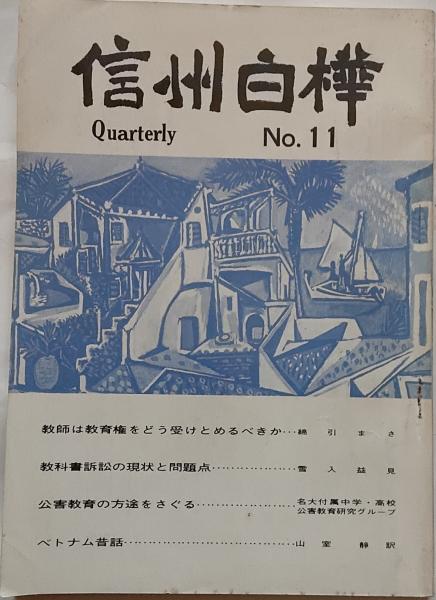 信州白樺
Quarterly No.11
教師は教育権をどう受けとめるべきか…綿引まさ
教科書訴訟の現状と問題点………………雪入益見
公害教育の方途をさぐる…………………名大付属中学・高校
公害教育研究グループ
ベトナム昔話………………………………山室静訳